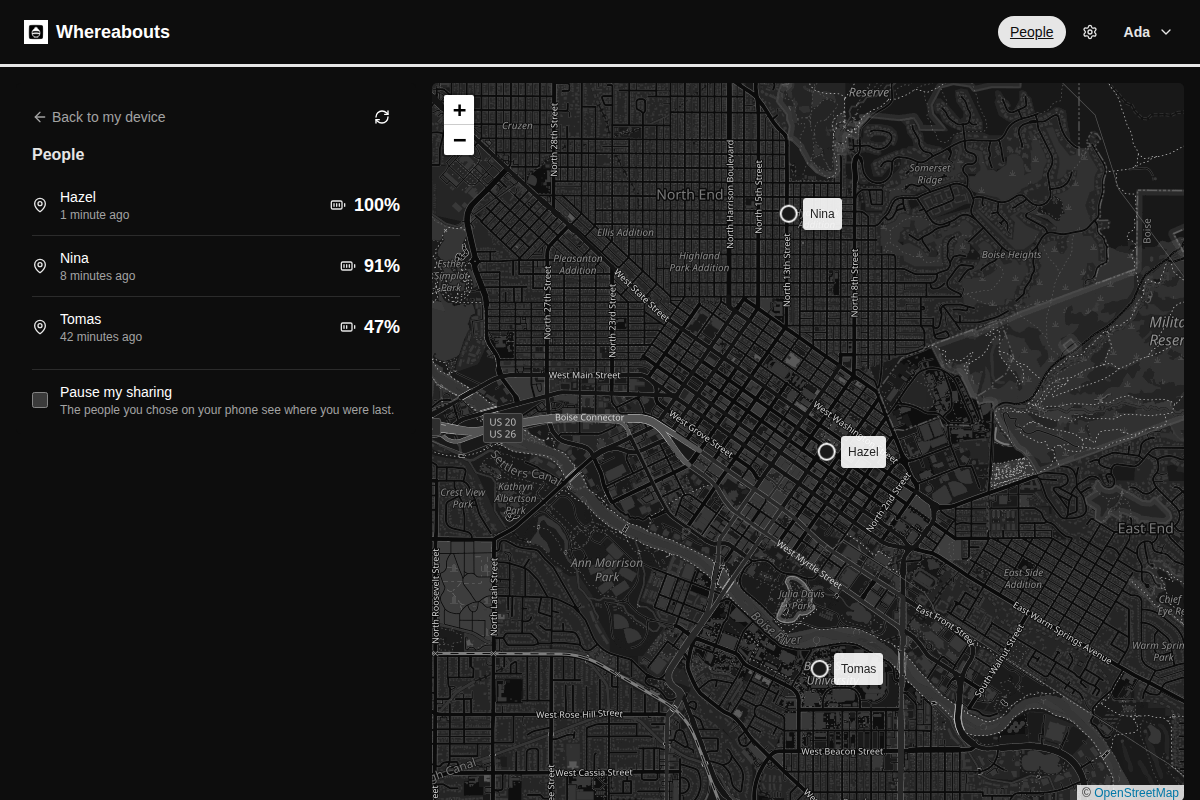 Whereabouts
People
Ada
Back to my device
People
Hazel
1 minute ago
100%
Nina
8 minutes ago
91%
Tomas
42 minutes ago
47%
Pause my sharing
The people you chose on your phone see where you were last.
+
−
Reserve
Cruzen
North 28th Street
Somerset
Ridge
North End
North Harrison Boulevard
North 15th Street
Nina
Ellis Addition
Boise
Esther
Simplot
Park
Pleasanton
Addition
Highland
Park Addition
Boise Heights
North 13th Street
North 8th Street
North 27th Street
North 23rd Street
West State Street
West Main Street
US 20
US 26
Boise Connector
West Grove Street
Hazel
Settlers Canal
Crest View
Park
Kathryn
Albertson
Park
North 2nd Street
East End
Ann Morrison
Park
West Myrtle Street
East Side
Addition
Julia Davis
Park
North Roosevelt Street
North Latah Street
Boise River
East Front Street
East Warm Springs Avenue
South Walnut Street
Tomas
West Rose Hill Street
West Beacon Street
West Cassia Street
© OpenStreetMap